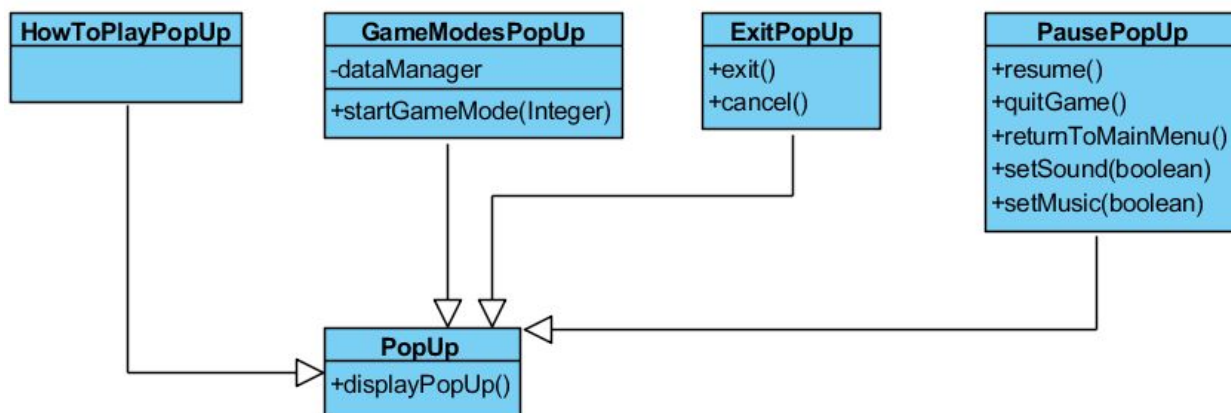 HowToPlayPopUp
GameModesPopUp
-dataManager
+startGameMode(Integer)
ExitPopUp
+exit()
+cancel()
PausePopUp
+resume()
+quitGame()
+returnToMainMenu()
+setSound(boolean)
+setMusic(boolean)
PopUp
+displayPopUp()